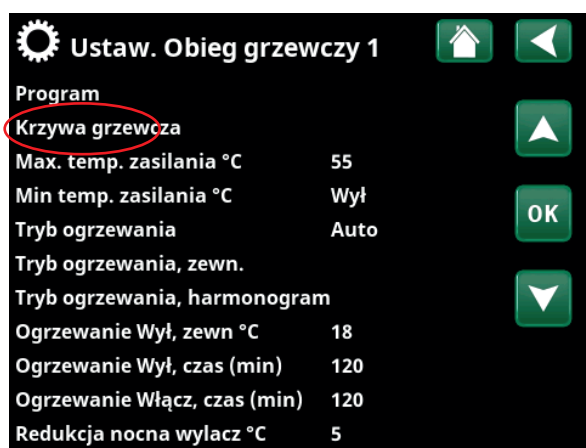 Ustaw. Obieg grzewczy 1
Program
Krzywa grzewcza
Max. temp. zasilania °C 55
Min temp. zasilania °C Wył
Tryb ogrzewania Auto
OK
Tryb ogrzewania, zewn.
Tryb ogrzewania, harmonogram
Ogrzewanie Wył, zewn °C 18
Ogrzewanie Wył, czas (min) 120
Ogrzewanie Włącz, czas (min) 120
Redukcja nocna wylacz °C 5